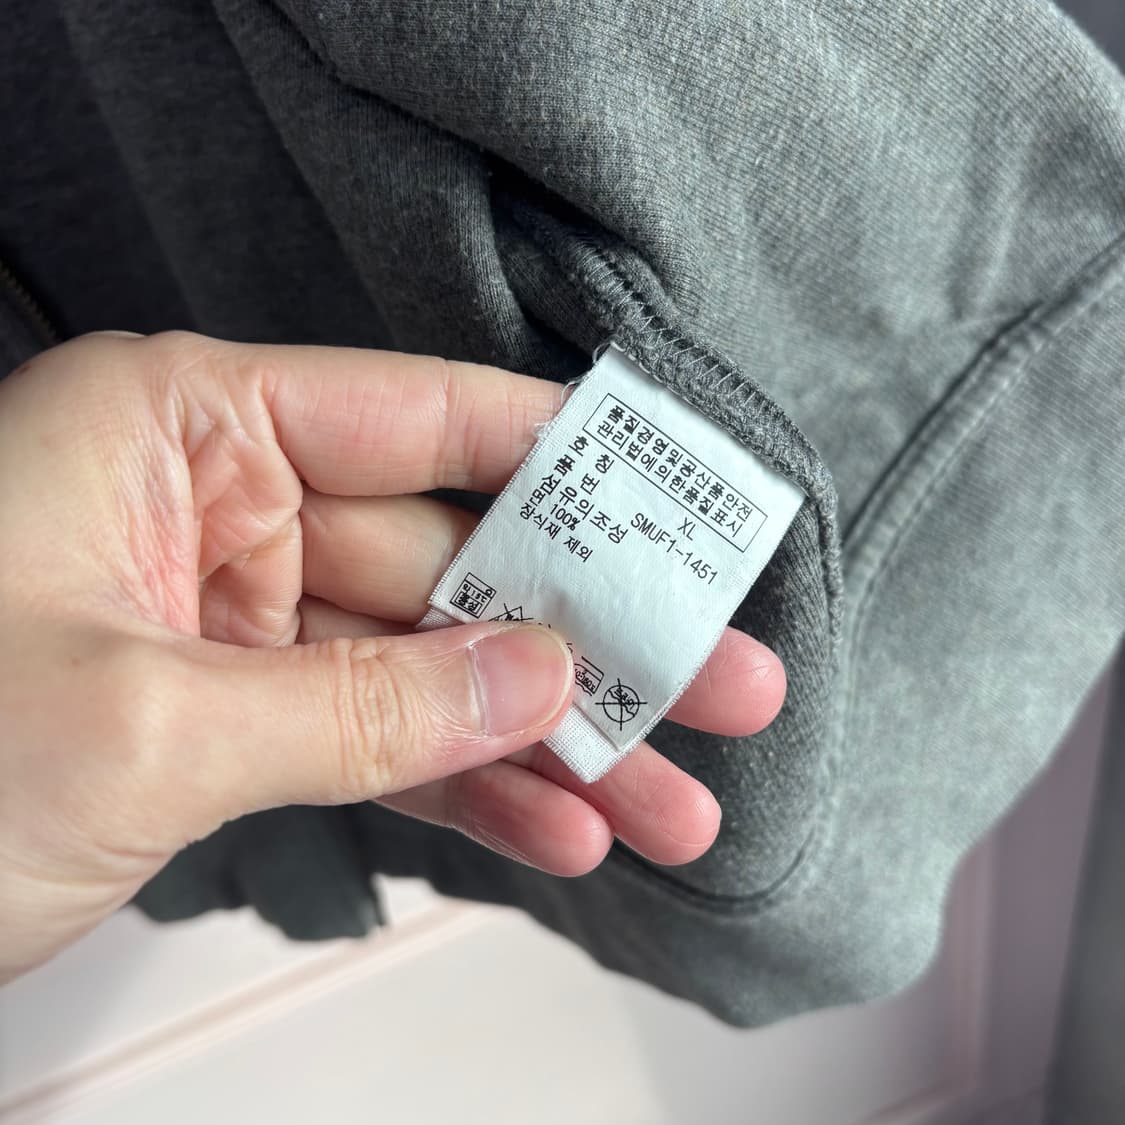 품질경영및공산품안전
관리법에의한품질표시
호 칭 XL
품 번 SMUF1-1451
섬유의조성
면 100%
장식재 제외